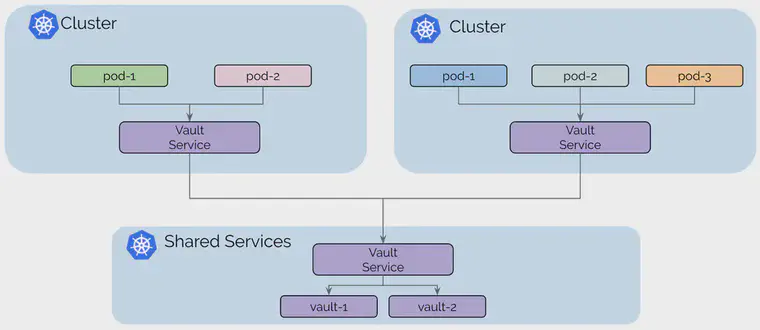 Cluster
pod-1
pod-2
Vault
Service
Cluster
pod-1
pod-2
pod-3
Vault
Service
Shared Services
Vault
Service
vault-1
vault-2